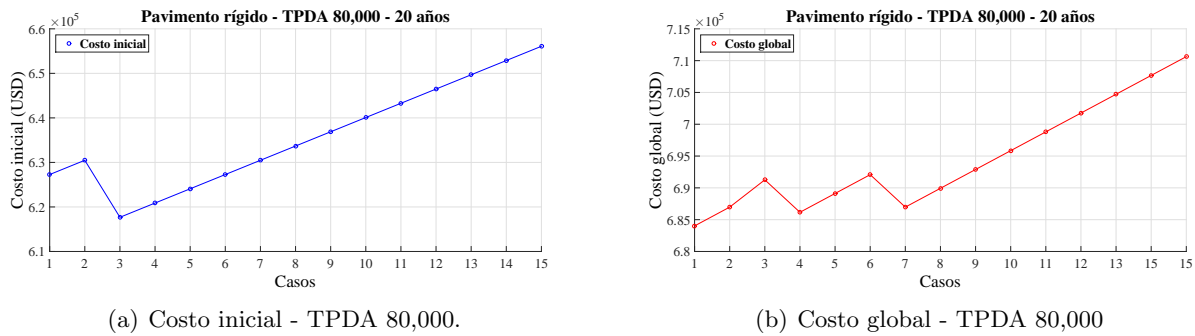 Pavimento rígido - TPDA 80,000 - 20 años
×10⁵
6.6
6.5
6.4
6.3
6.2
6.1
Costo inicial (USD)
Costo inicial
1 2 3 4 5 6 7 8 9 10 11 12 13 14 15
Casos
(a) Costo inicial - TPDA 80,000.
Pavimento rígido - TPDA 80,000 - 20 años
×10⁵
7.15
7.1
7.05
7
6.95
6.9
6.85
6.8
Costo global (USD)
Costo global
1 2 3 4 5 6 7 8 9 10 11 12 13 15 15
Casos
(b) Costo global - TPDA 80,000